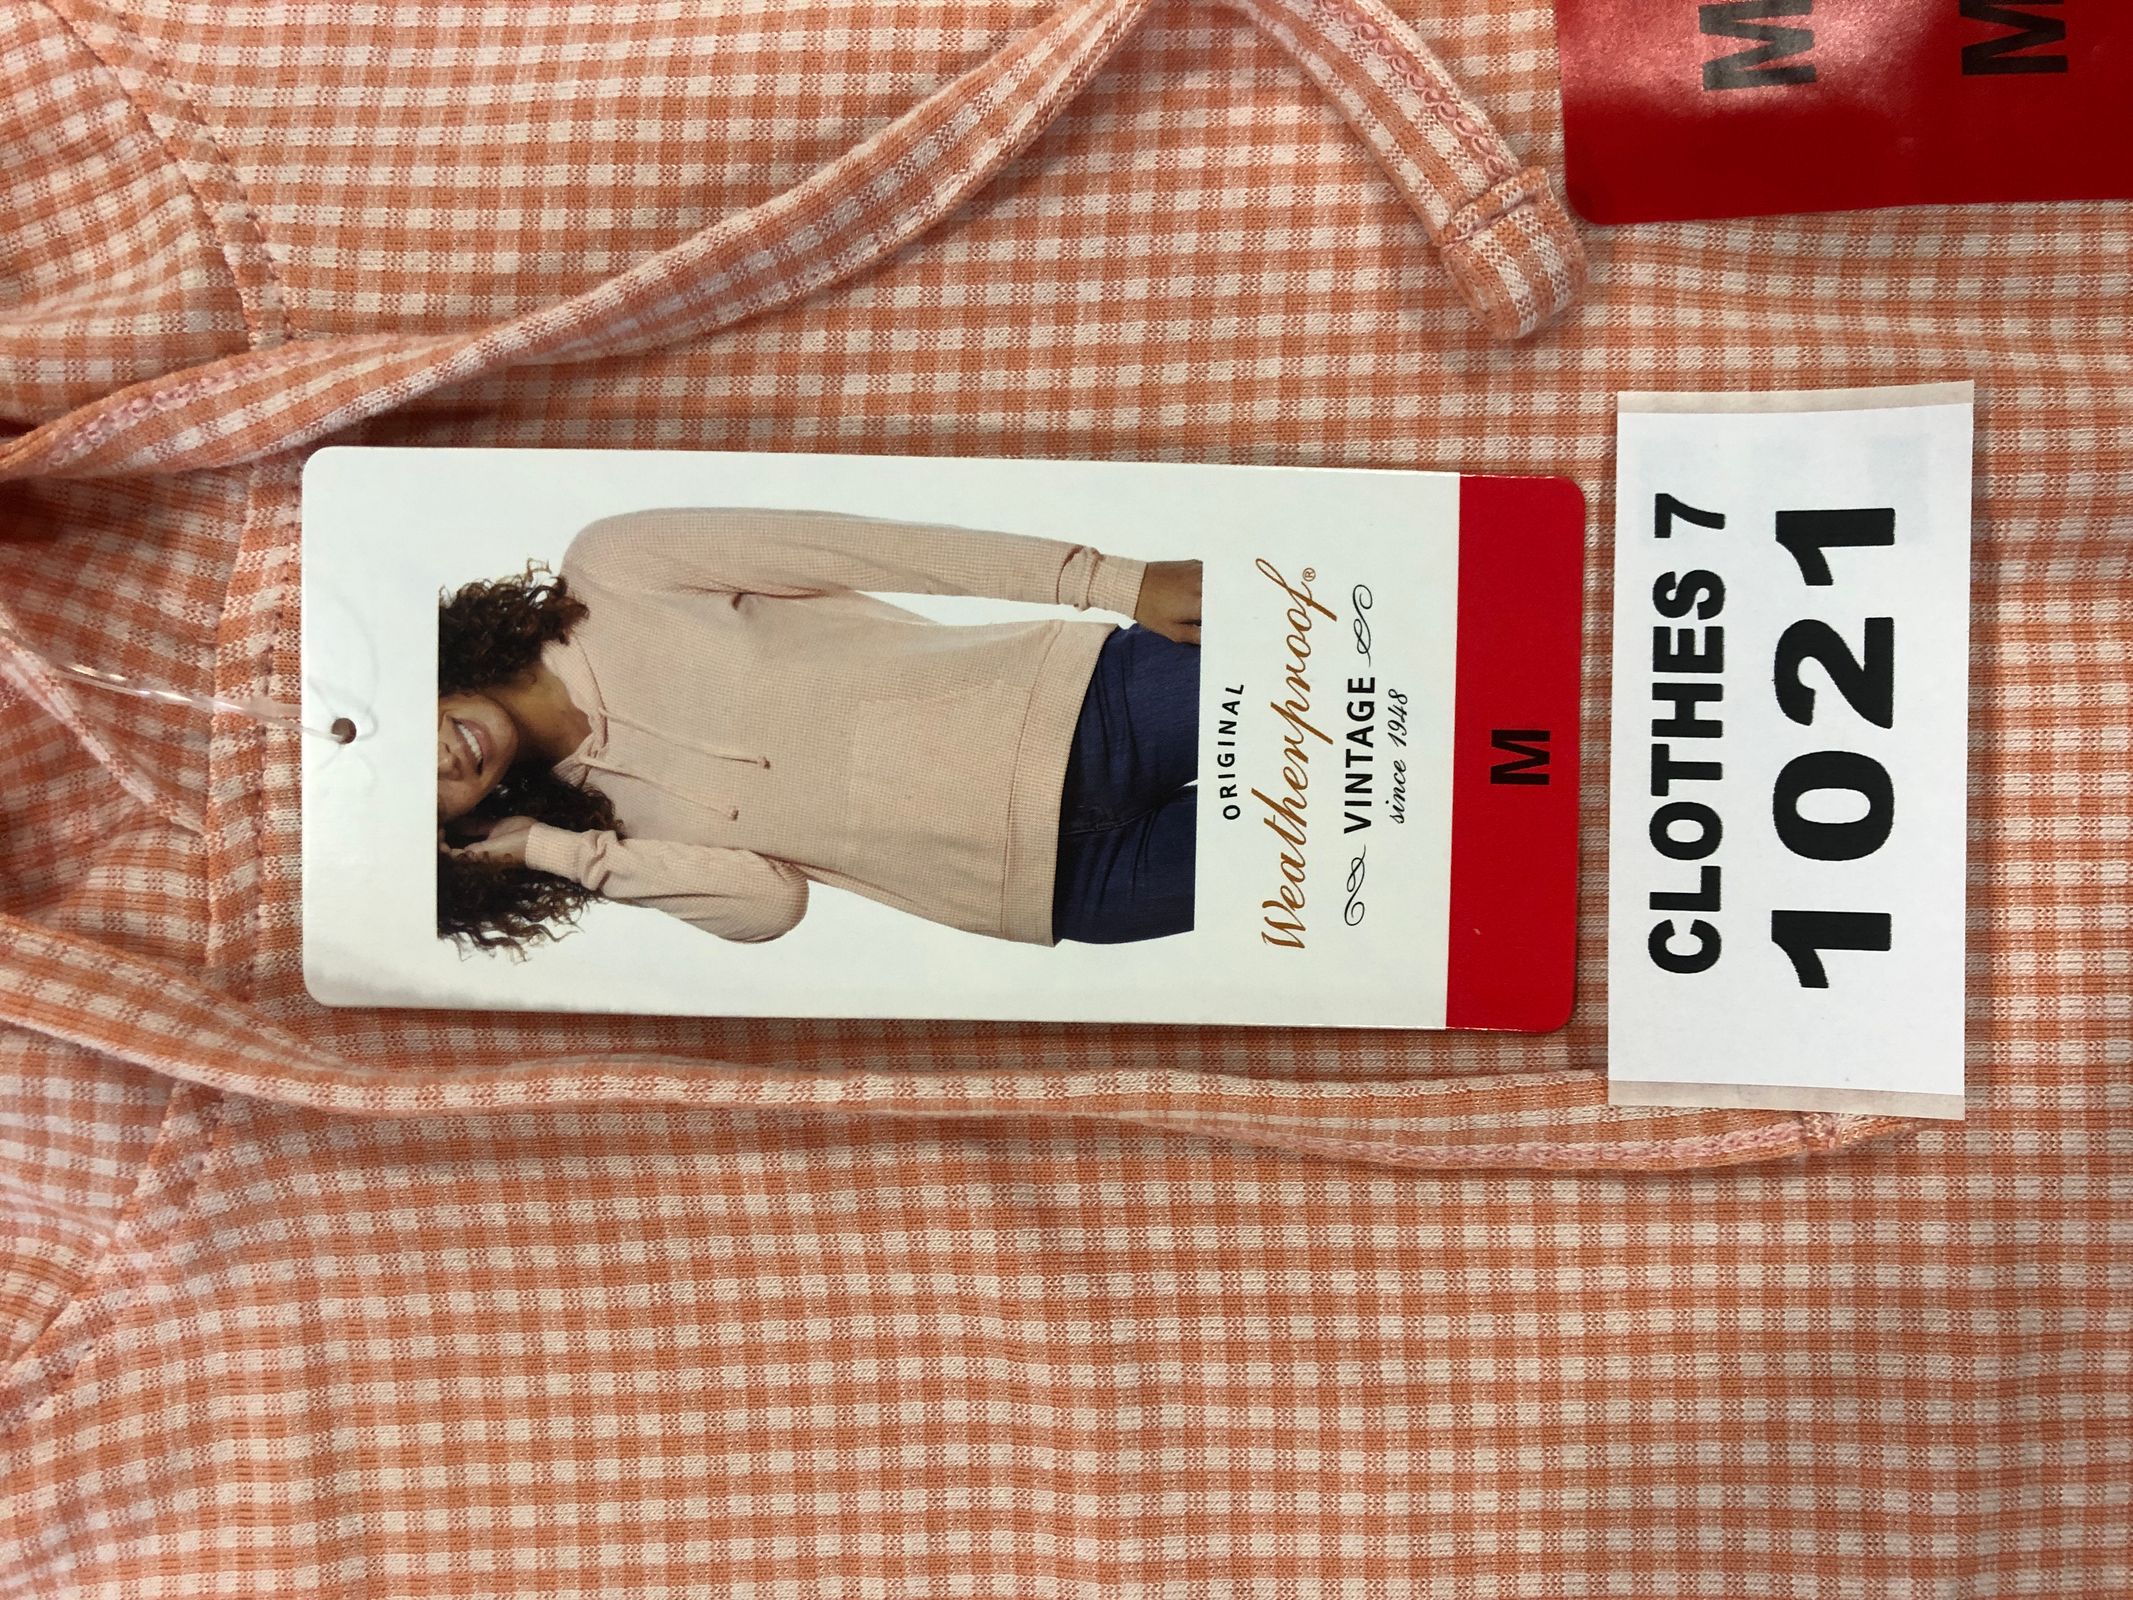 ORIGINAL
Weatherproof®
VINTAGE
since 1948
M
CLOTHES 7
1021
M
M